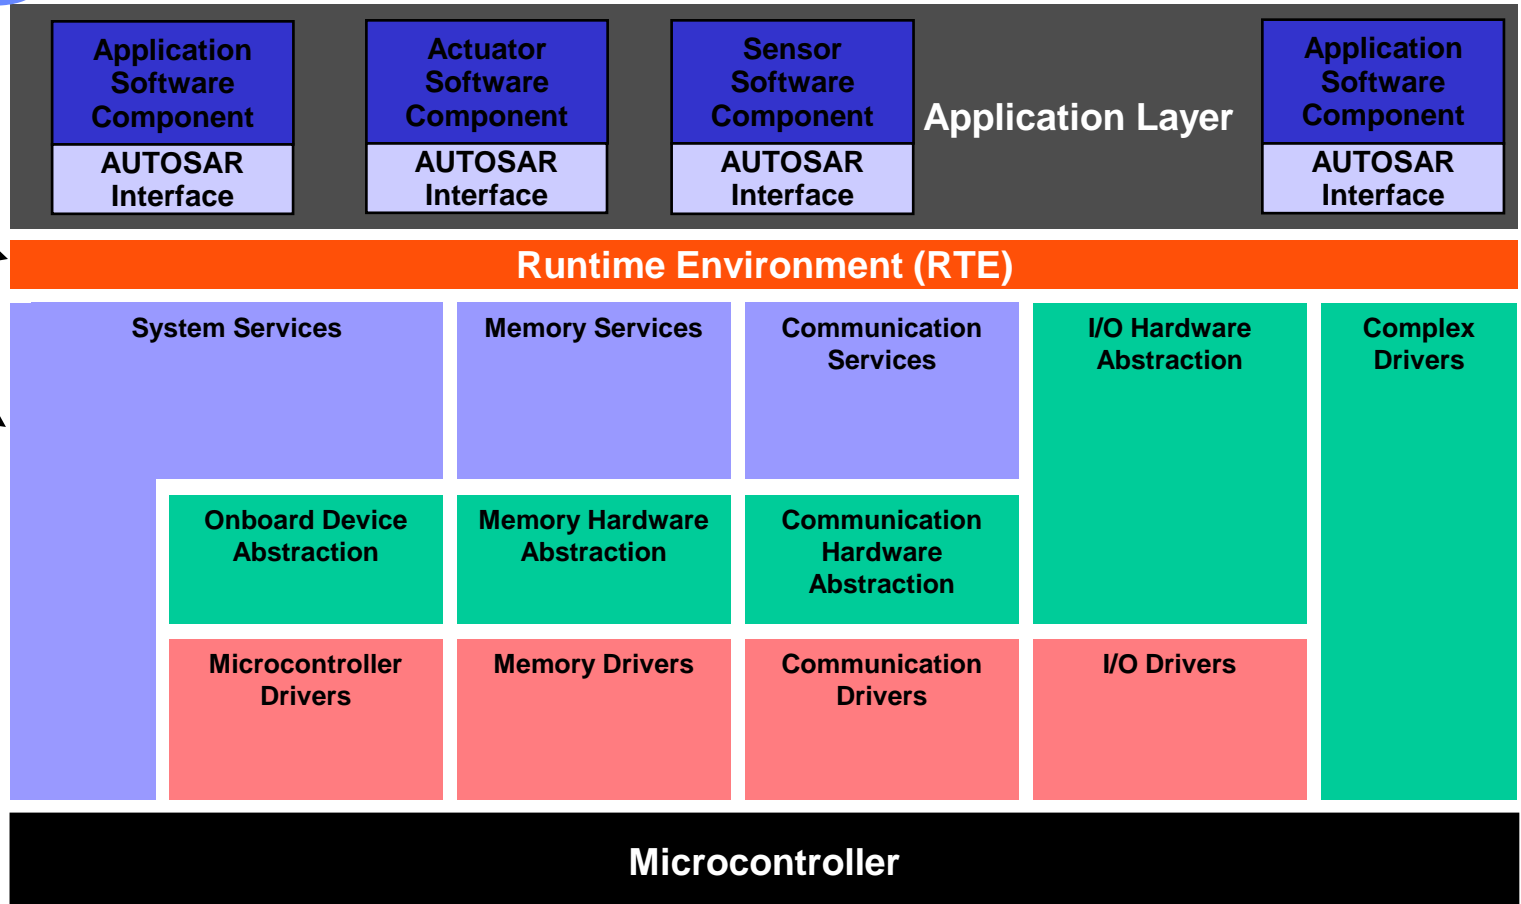 Application
Software
Component
AUTOSAR
Interface
Actuator
Software
Component
AUTOSAR
Interface
Sensor
Software
Component
AUTOSAR
Interface
Application Layer
Application
Software
Component
AUTOSAR
Interface
Runtime Environment (RTE)
System Services
Memory Services
Communication
Services
I/O Hardware
Abstraction
Complex
Drivers
Onboard Device
Abstraction
Memory Hardware
Abstraction
Communication
Hardware
Abstraction
Microcontroller
Drivers
Memory Drivers
Communication
Drivers
I/O Drivers
Microcontroller